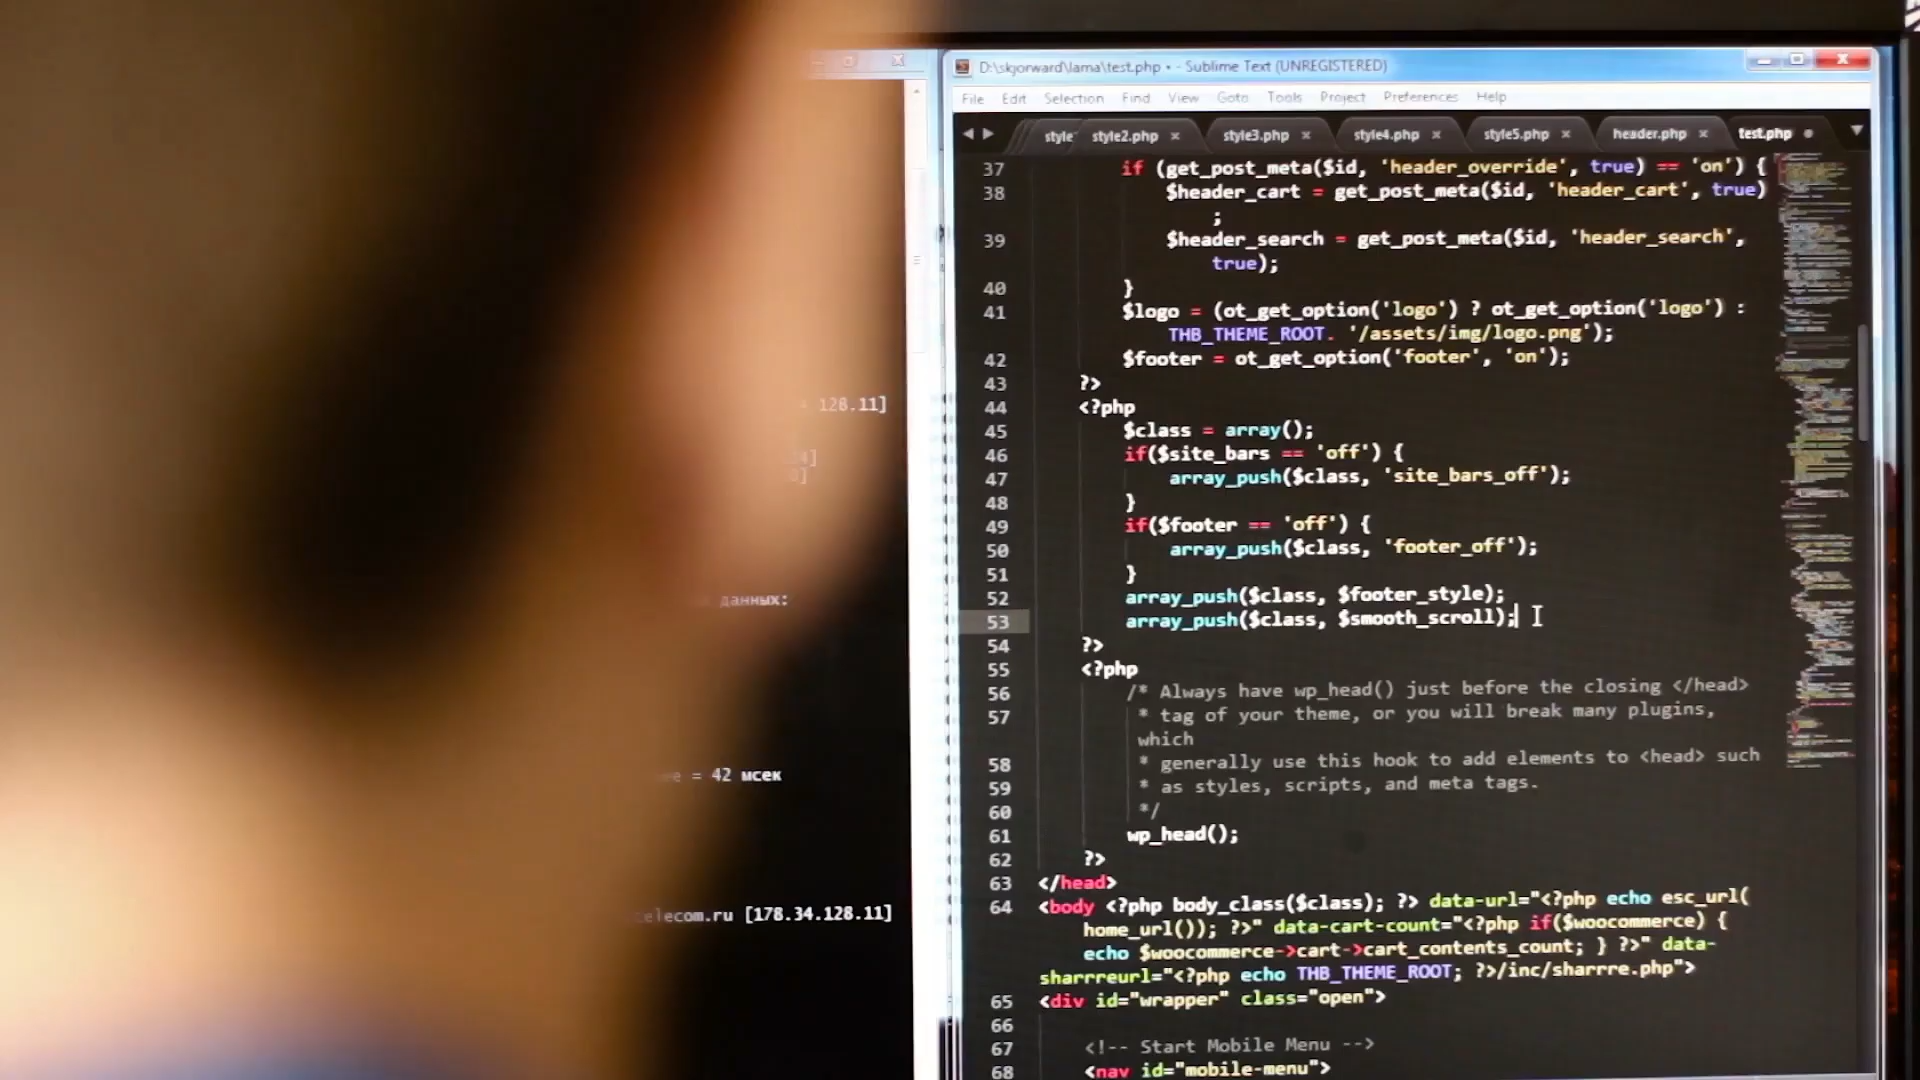 128.11]
данных:
= 42 мсек
elecom.ru [178.34.128.11]
D:\skjorward\lama\test.php • - Sublime Text (UNREGISTERED)
File Edit Selection Find View Goto Tools Project Preferences Help
style style2.php × style3.php × style4.php × style5.php × header.php × test.php
37 if (get_post_meta($id, 'header_override', true) == 'on') {
38 $header_cart = get_post_meta($id, 'header_cart', true)
;
39 $header_search = get_post_meta($id, 'header_search',
true);
40 }
41 $logo = (ot_get_option('logo') ? ot_get_option('logo') :
THB_THEME_ROOT. '/assets/img/logo.png');
42 $footer = ot_get_option('footer', 'on');
43 ?>
44 <?php
45 $class = array();
46 if($site_bars == 'off') {
47 array_push($class, 'site_bars_off');
48 }
49 if($footer == 'off') {
50 array_push($class, 'footer_off');
51 }
52 array_push($class, $footer_style);
53 array_push($class, $smooth_scroll);
54 ?>
55 <?php
56 /* Always have wp_head() just before the closing </head>
57 * tag of your theme, or you will break many plugins,
which
58 * generally use this hook to add elements to <head> such
59 * as styles, scripts, and meta tags.
60 */
61 wp_head();
62 ?>
63 </head>
64 <body <?php body_class($class); ?> data-url="<?php echo esc_url(
home_url()); ?>" data-cart-count="<?php if($woocommerce) {
echo $woocommerce->cart->cart_contents_count; } ?>" data-
sharrreurl="<?php echo THB_THEME_ROOT; ?>/inc/sharrre.php">
65 <div id="wrapper" class="open">
66
67 <!-- Start Mobile Menu -->
68 <nav id="mobile-menu">